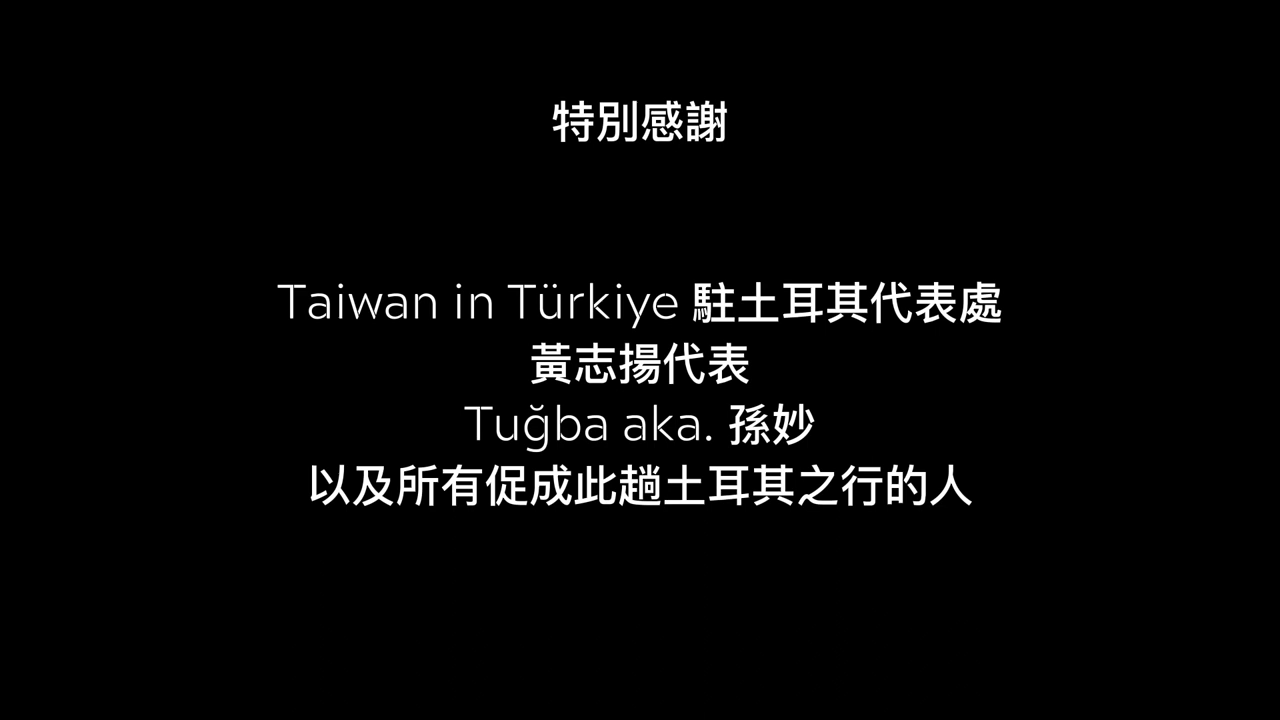 特別感謝
Taiwan in Türkiye 駐土耳其代表處
黃志揚代表
Tuğba aka. 孫妙
以及所有促成此趟土耳其之行的人